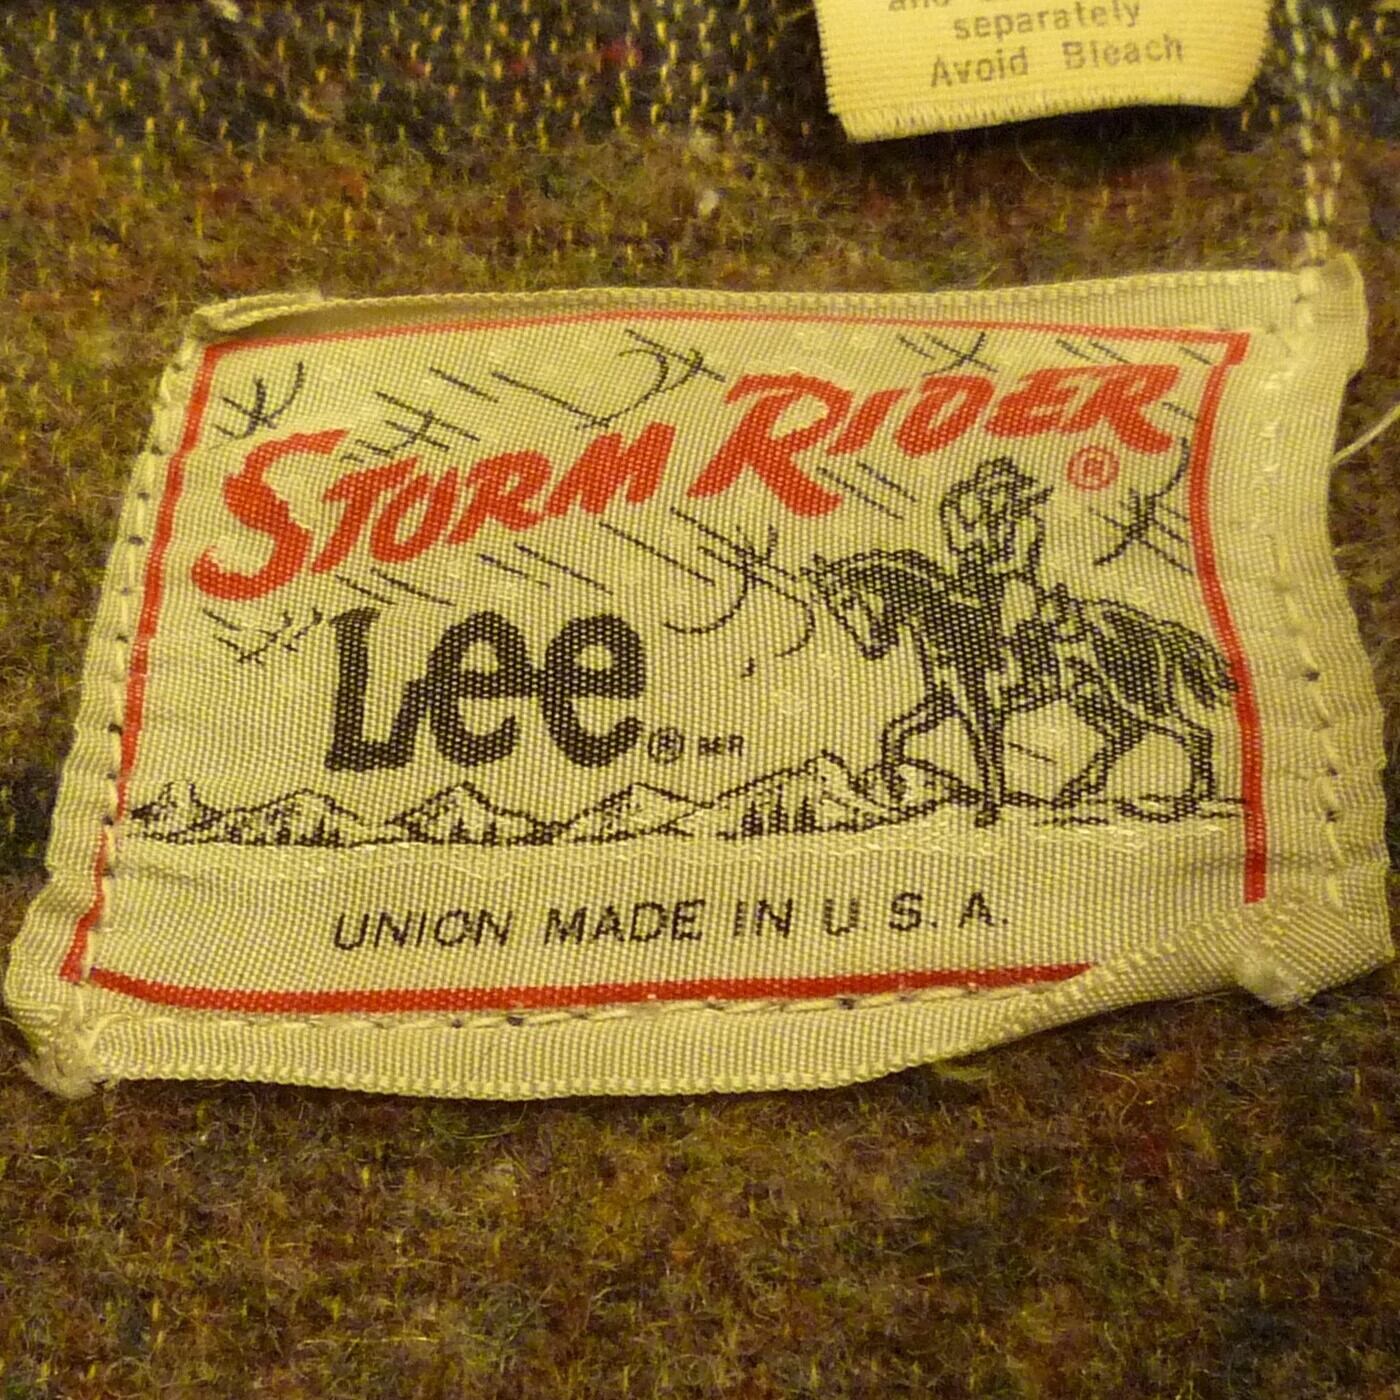 separately
Avoid Bleach
STORM RIDER ®
Lee ® MR
UNION MADE IN U.S.A.